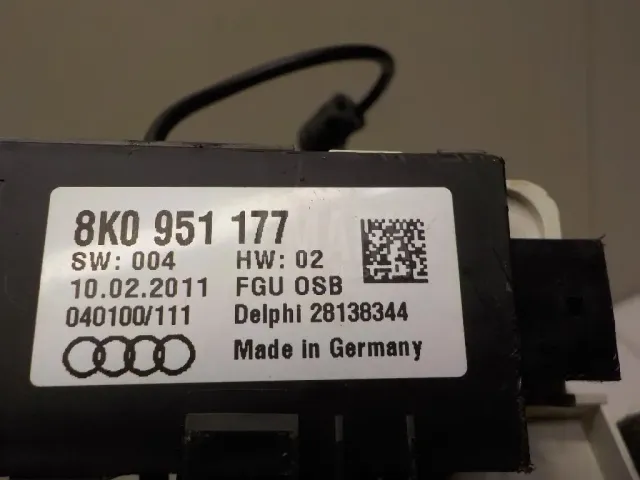 8K0 951 177
SW: 004 HW: 02
10.02.2011 FGU OSB
040100/111 Delphi 28138344
Made in Germany